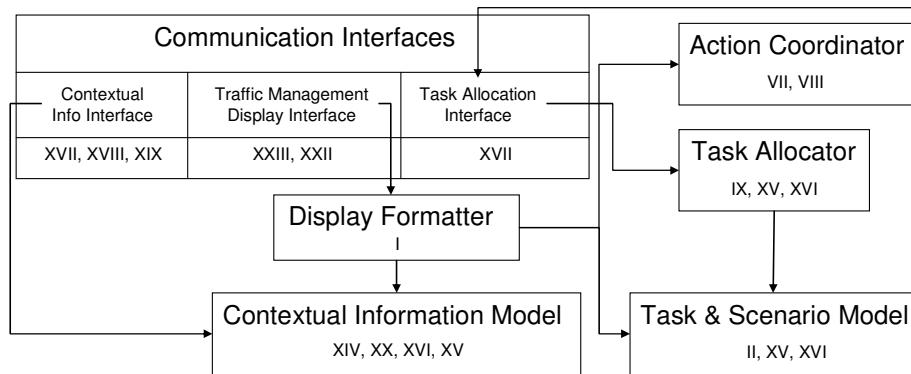 Communication Interfaces
Contextual
Info Interface
Traffic Management
Display Interface
Task Allocation
Interface
XVII, XVIII, XIX
XXIII, XXII
XVII
Action Coordinator
VII, VIII
Task Allocator
IX, XV, XVI
Display Formatter
I
Contextual Information Model
XIV, XX, XVI, XV
Task & Scenario Model
II, XV, XVI